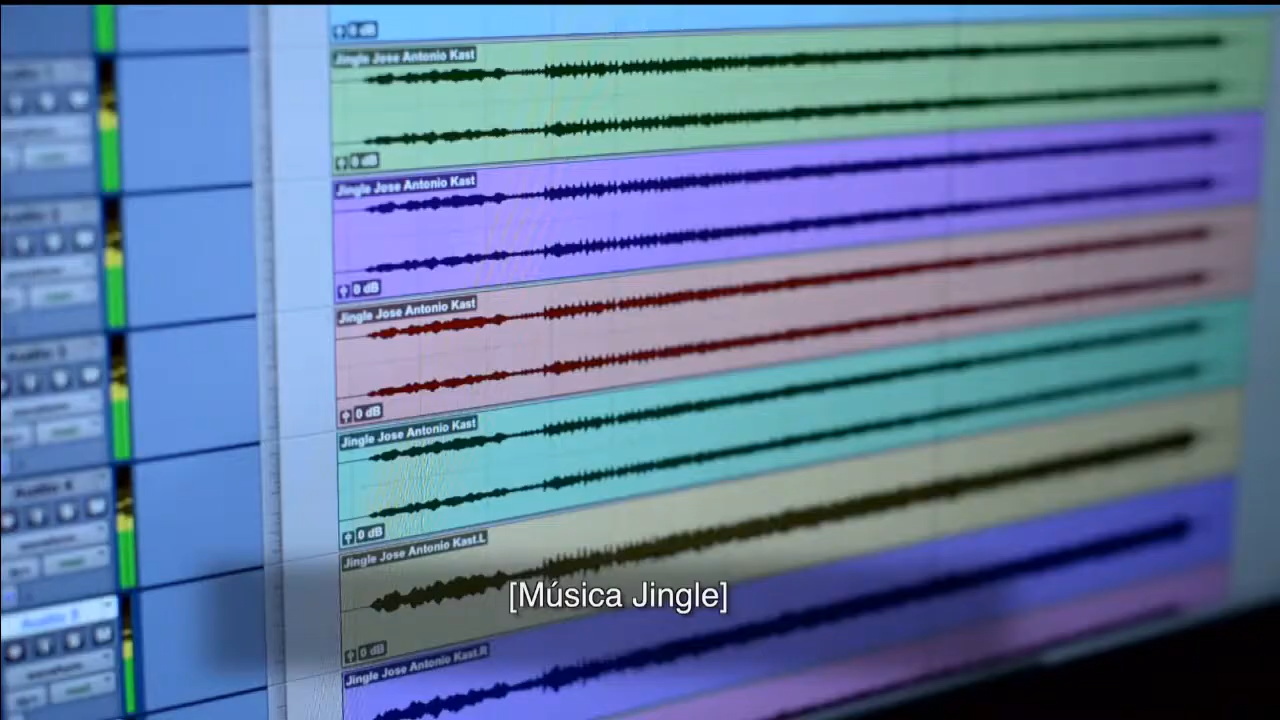 0 dB
Jingle Jose Antonio Kast
0 dB
Jingle Jose Antonio Kast
0 dB
Jingle Jose Antonio Kast
0 dB
Jingle Jose Antonio Kast
0 dB
Jingle Jose Antonio Kast.L
[Música Jingle]
0 dB
Jingle Jose Antonio Kast.R
Audio 4